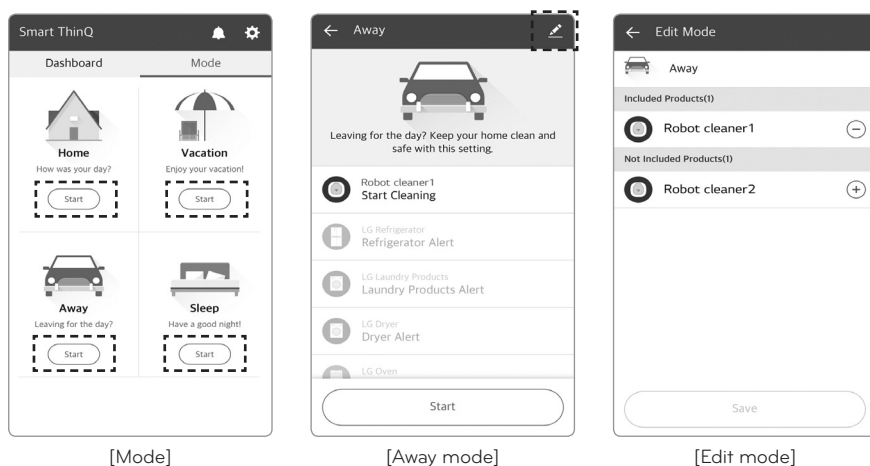 Smart ThinQ
Dashboard
Mode
Home
How was your day?
Start
Vacation
Enjoy your vacation!
Start
Away
Leaving for the day?
Start
Sleep
Have a good night!
Start
[Mode]
Away
Leaving for the day? Keep your home clean and
safe with this setting.
Robot cleaner1
Start Cleaning
LG Refrigerator
Refrigerator Alert
LG Laundry Products
Laundry Products Alert
LG Dryer
Dryer Alert
LG Oven
Start
[Away mode]
Edit Mode
Away
Included Products(1)
Robot cleaner1
Not Included Products(1)
Robot cleaner2
Save
[Edit mode]